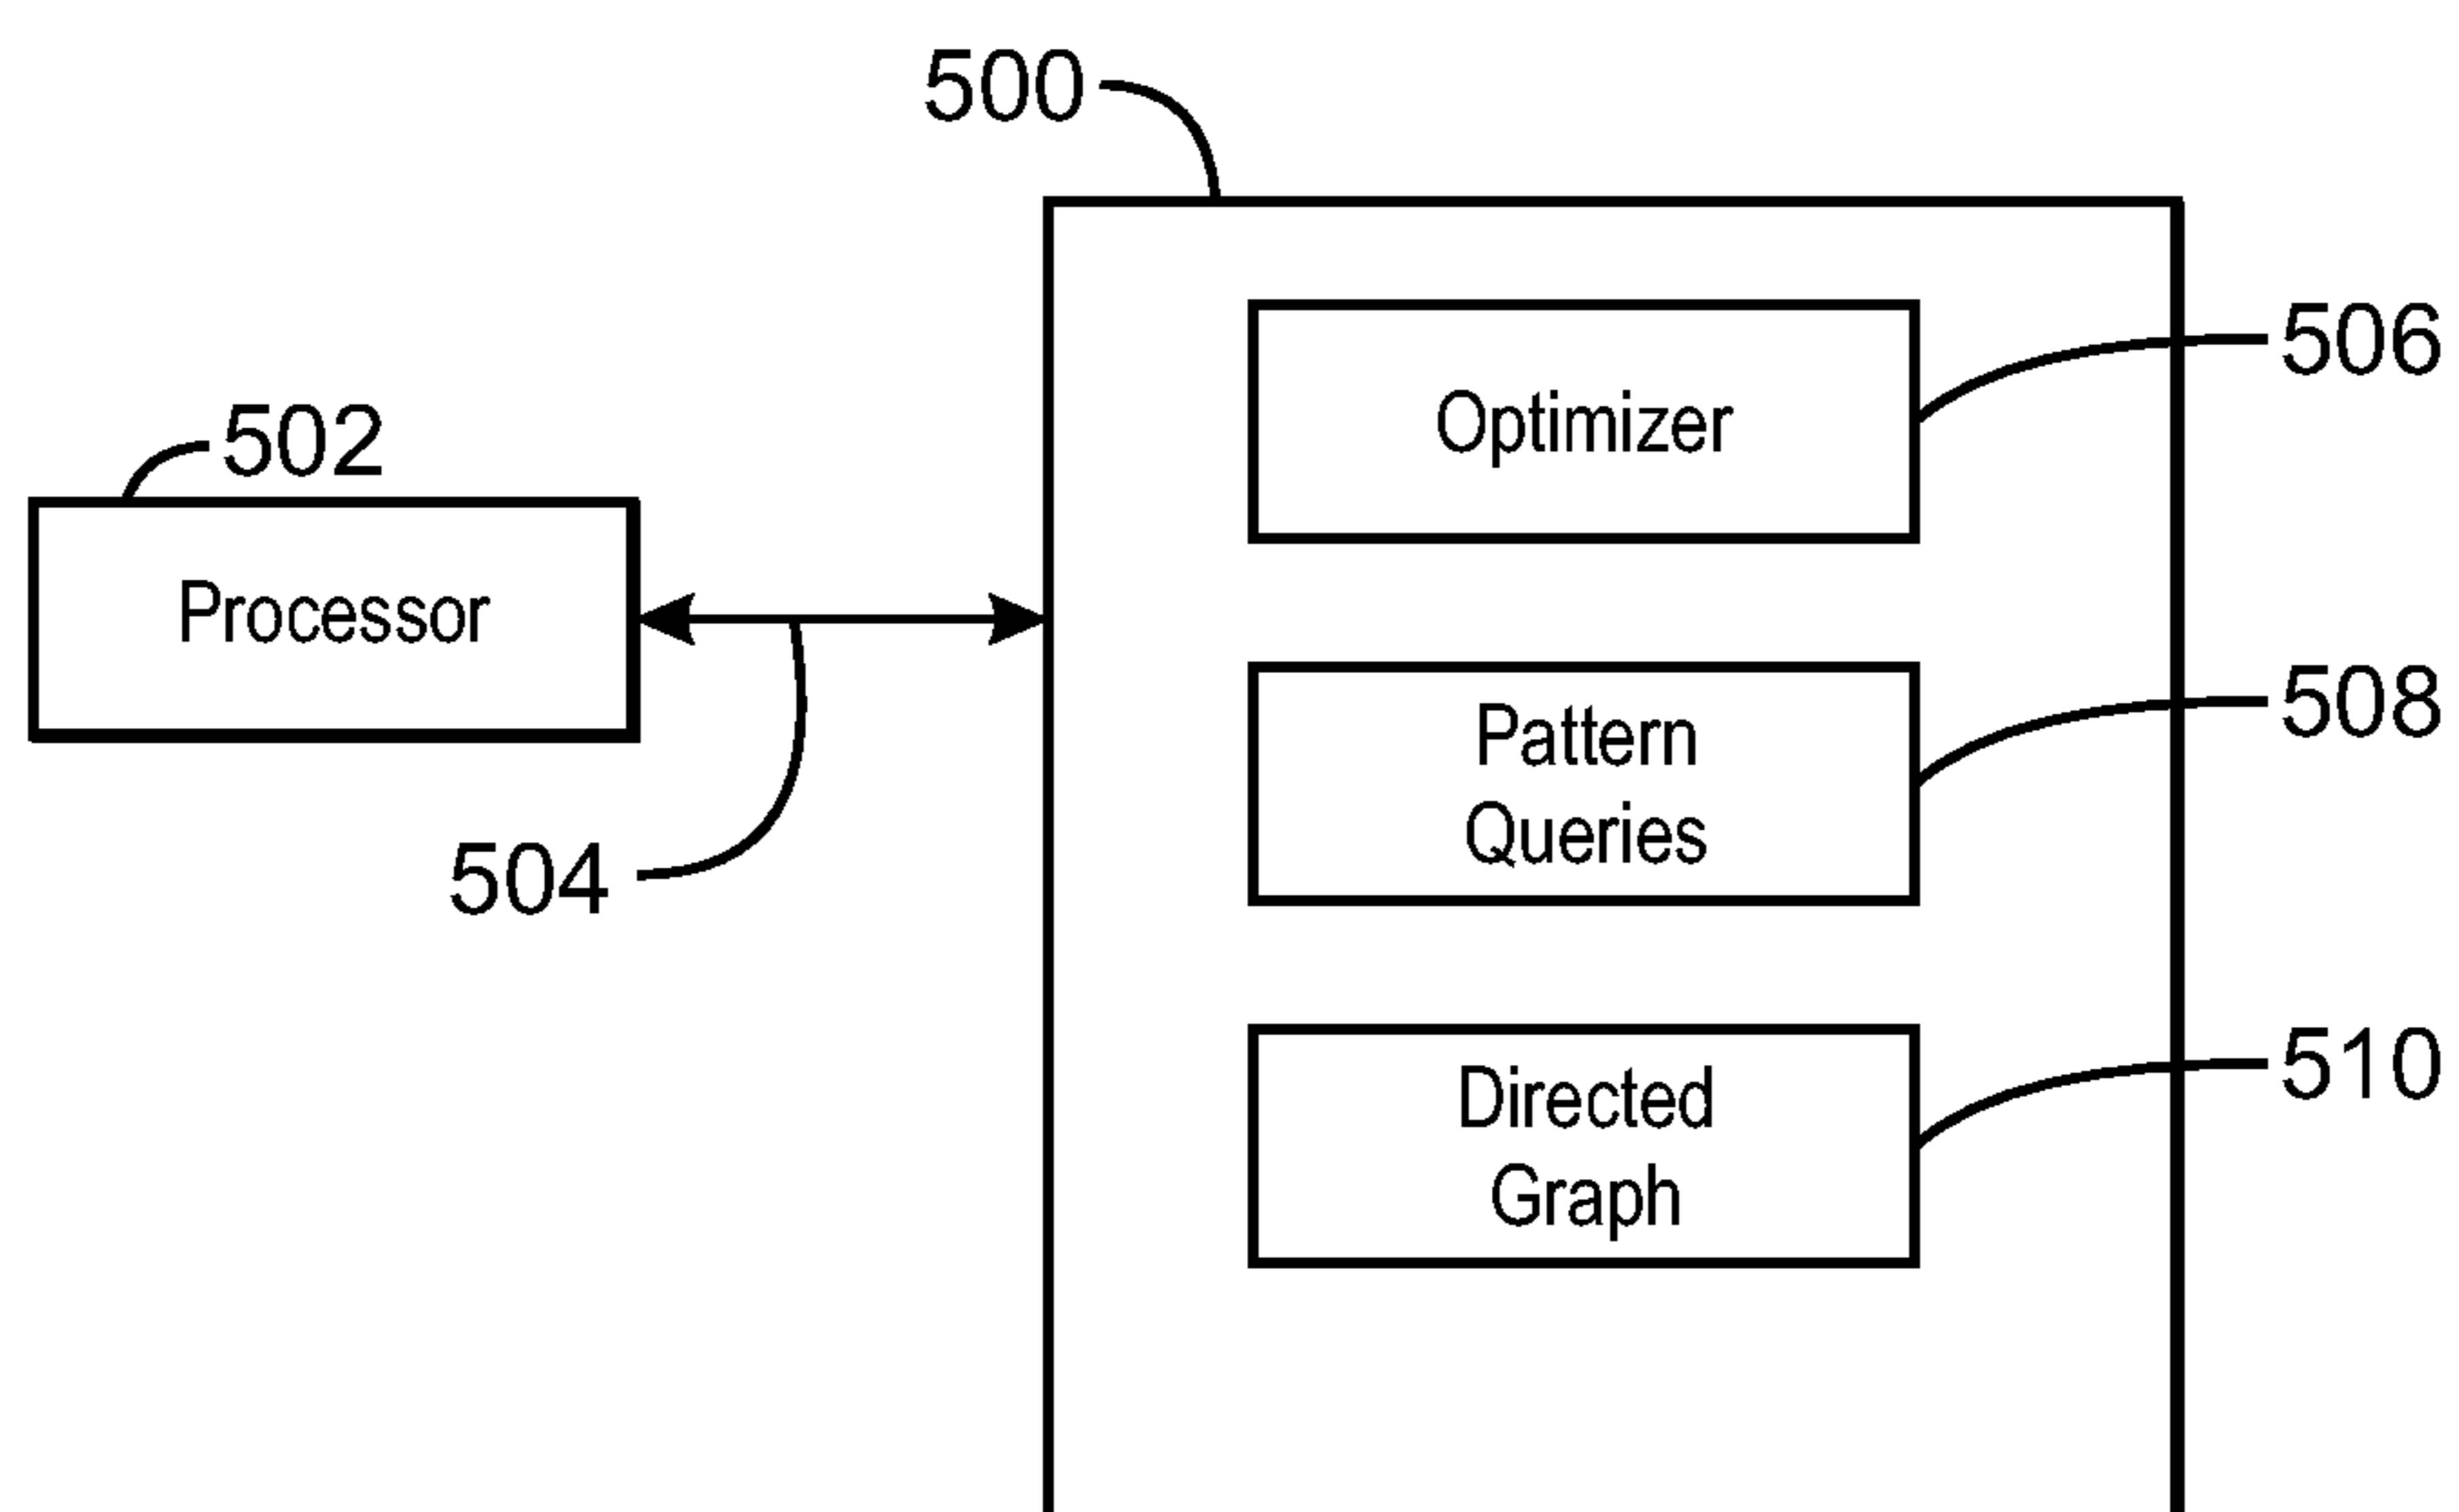 500
506
Optimizer
502
Processor
508
Pattern
Queries
504
510
Directed
Graph